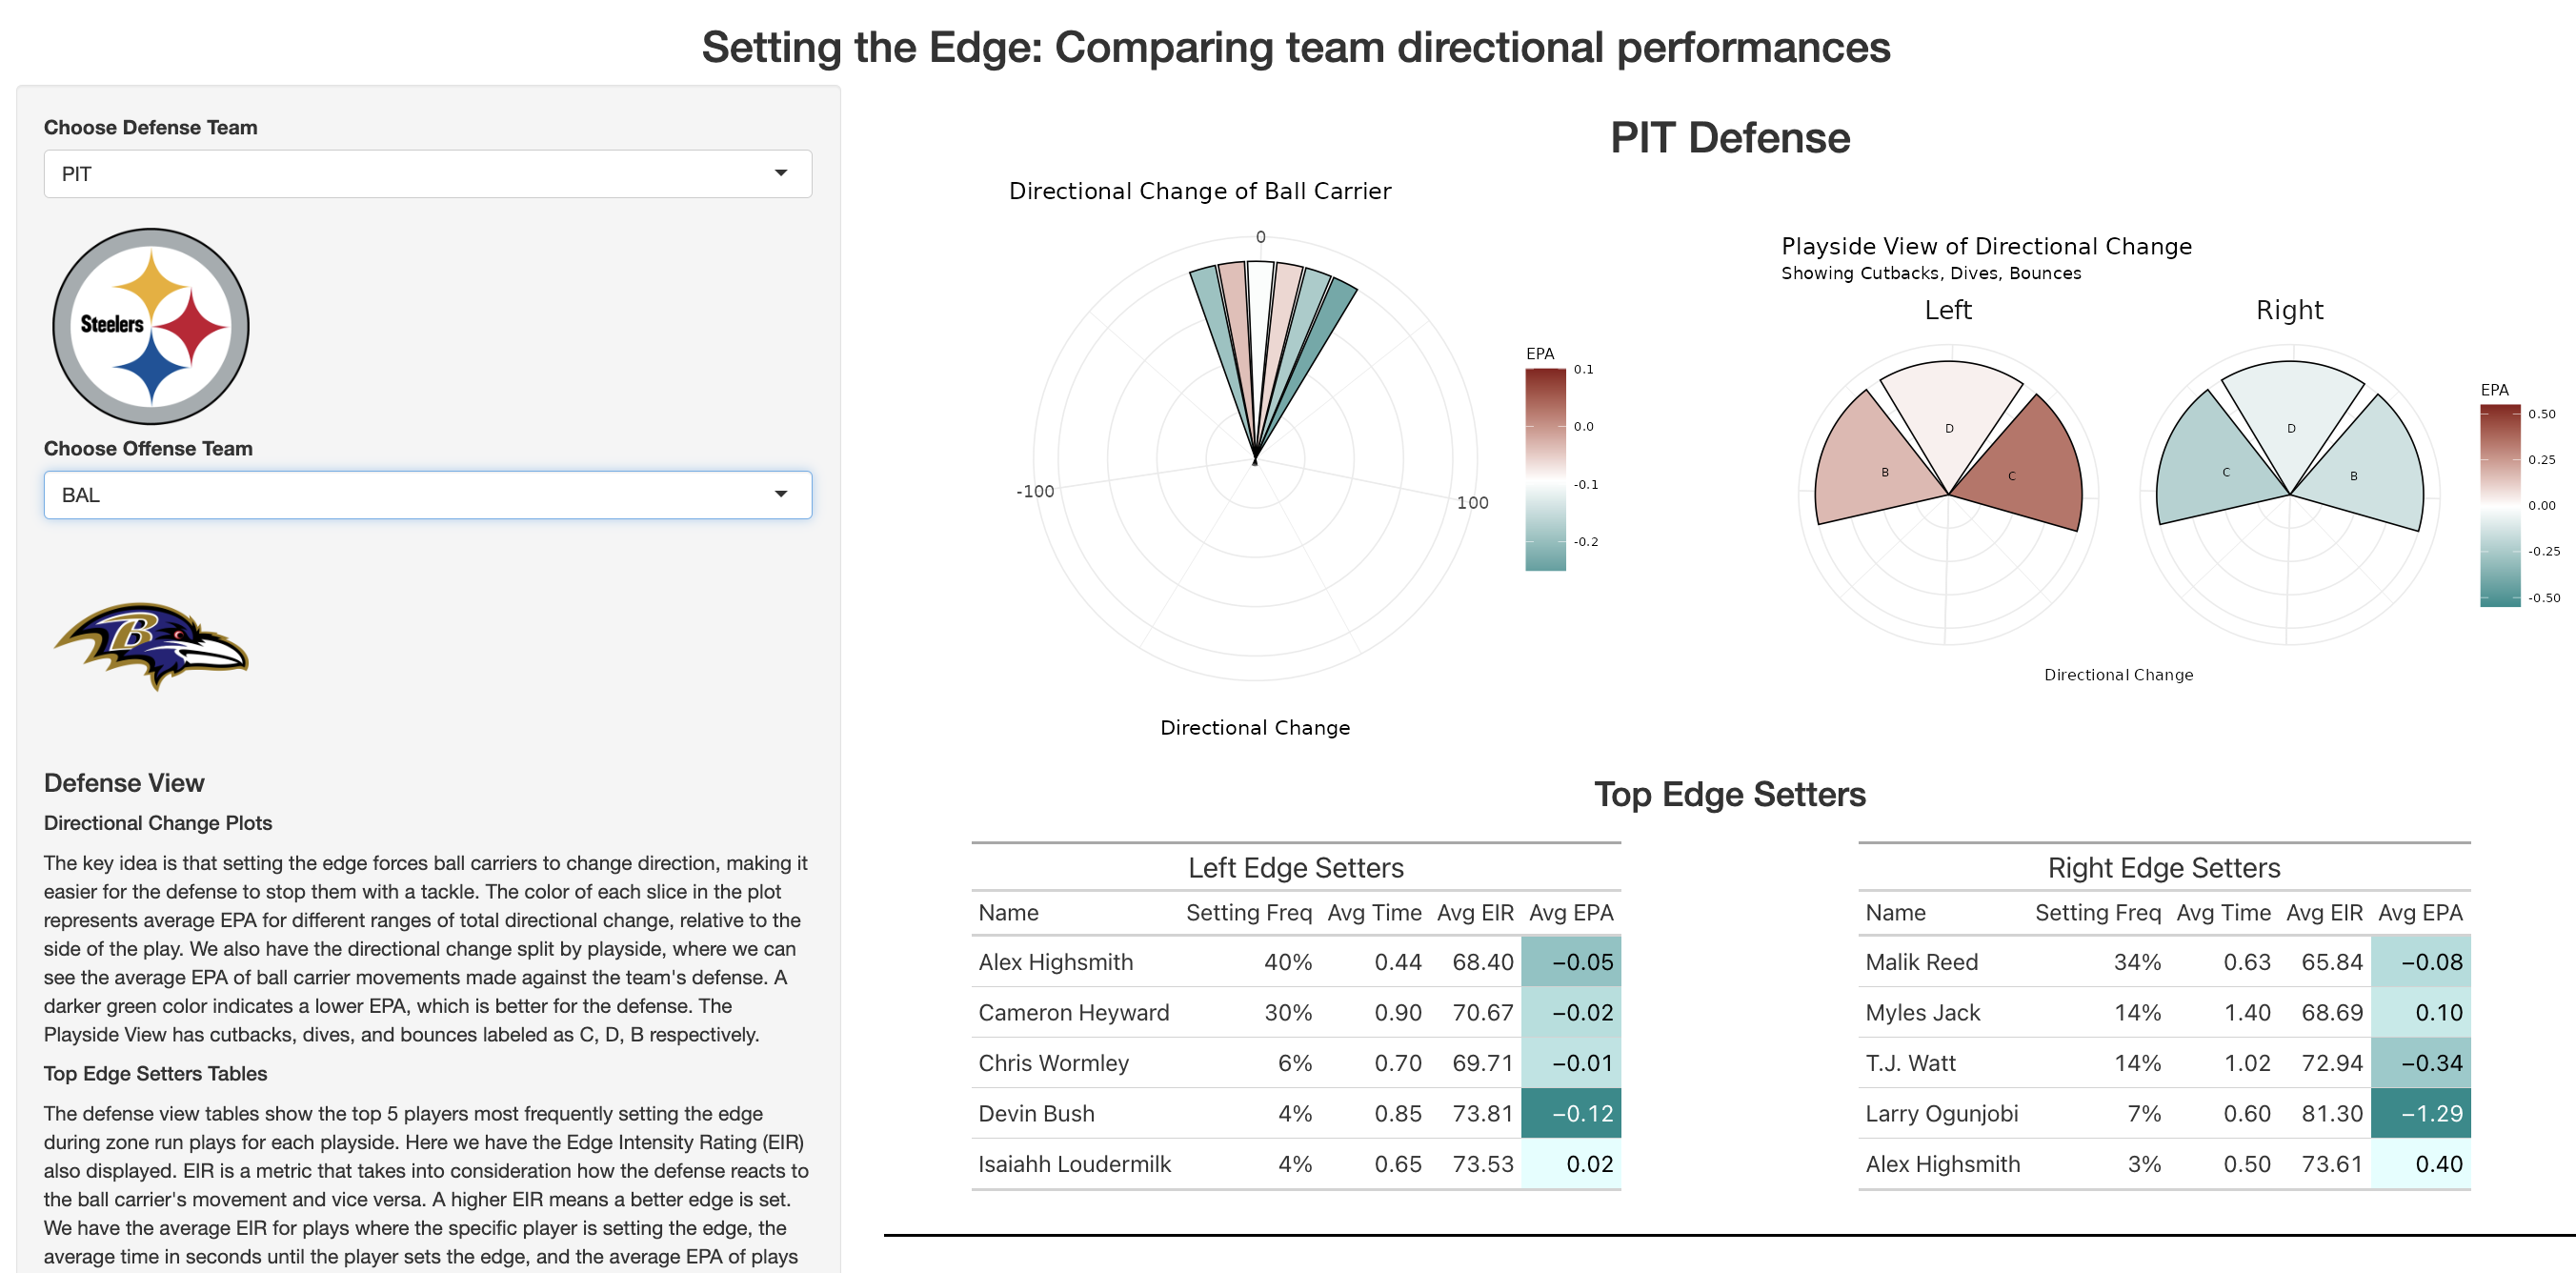 Setting the Edge: Comparing team directional performances
Choose Defense Team
PIT
Steelers
Choose Offense Team
BAL
B
Defense View
Directional Change Plots
The key idea is that setting the edge forces ball carriers to change direction, making it
easier for the defense to stop them with a tackle. The color of each slice in the plot
represents average EPA for different ranges of total directional change, relative to the
side of the play. We also have the directional change split by playside, where we can
see the average EPA of ball carrier movements made against the team's defense. A
darker green color indicates a lower EPA, which is better for the defense. The
Playside View has cutbacks, dives, and bounces labeled as C, D, B respectively.
Top Edge Setters Tables
The defense view tables show the top 5 players most frequently setting the edge
during zone run plays for each playside. Here we have the Edge Intensity Rating (EIR)
also displayed. EIR is a metric that takes into consideration how the defense reacts to
the ball carrier's movement and vice versa. A higher EIR means a better edge is set.
We have the average EIR for plays where the specific player is setting the edge, the
average time in seconds until the player sets the edge, and the average EPA of plays
PIT Defense
Directional Change of Ball Carrier
0
-100
100
Directional Change
EPA
0.1
0.0
-0.1
-0.2
Playside View of Directional Change
Showing Cutbacks, Dives, Bounces
Left
Right
D
B
C
D
C
B
Directional Change
EPA
0.50
0.25
0.00
-0.25
-0.50
Top Edge Setters
Left Edge Setters
Name Setting Freq Avg Time Avg EIR Avg EPA
Alex Highsmith 40% 0.44 68.40 −0.05
Cameron Heyward 30% 0.90 70.67 −0.02
Chris Wormley 6% 0.70 69.71 −0.01
Devin Bush 4% 0.85 73.81 −0.12
Isaiahh Loudermilk 4% 0.65 73.53 0.02
Right Edge Setters
Name Setting Freq Avg Time Avg EIR Avg EPA
Malik Reed 34% 0.63 65.84 −0.08
Myles Jack 14% 1.40 68.69 0.10
T.J. Watt 14% 1.02 72.94 −0.34
Larry Ogunjobi 7% 0.60 81.30 −1.29
Alex Highsmith 3% 0.50 73.61 0.40